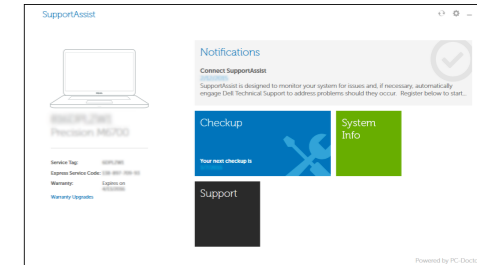 SupportAssist
Notifications
Connect SupportAssist
SupportAssist is designed to monitor your system for issues and, if necessary, automatically
engage Dell Technical Support to address problems should they occur. Register below to start...
Checkup
Your next checkup is
System
Info
Precision M6700
Service Tag:
Express Service Code:
Warranty: Expires on
Warranty Upgrades
Support
Powered by PC-Docto